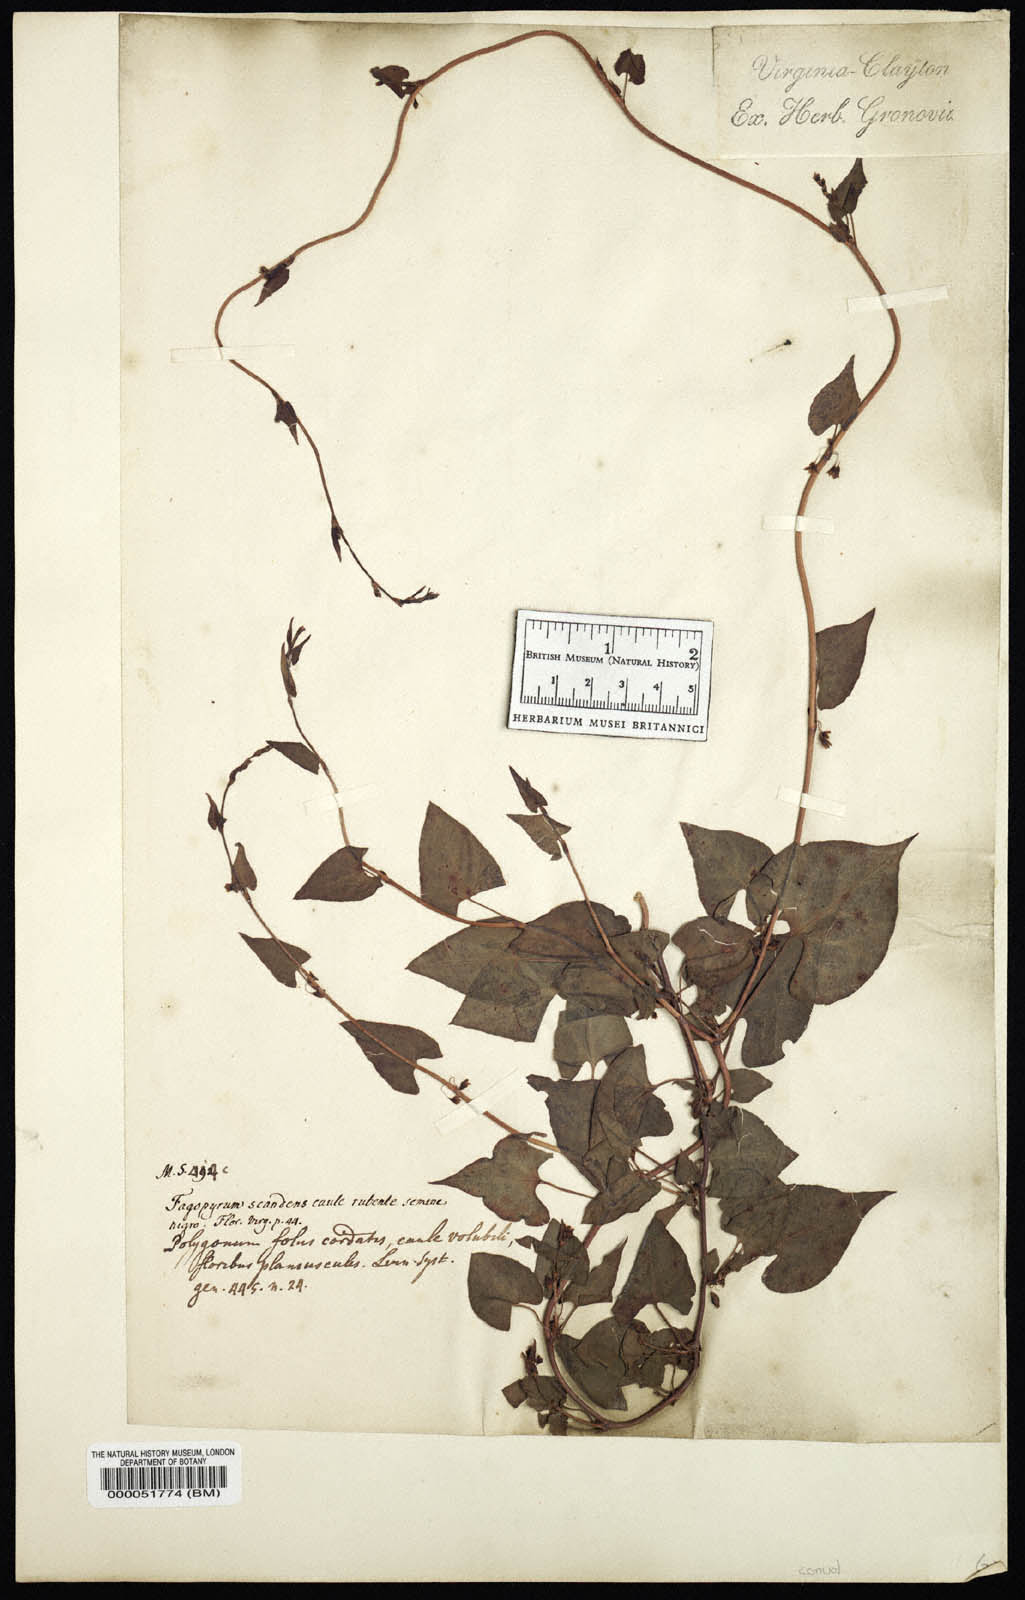 Virginia-Clayton
Ex. Herb. Gronovii
1 2
British Museum (Natural History)
1 2 3 4 5
HERBARIUM MUSEI BRITANNICI
M.S. 494 c
Fagopyrum scandens caule rubente semine
nigro. Flor. Virg. p. 44.
Polygonum foliis cordatis, caule volubili,
floribus planiusculis. Linn. Syst.
gen. 445. n. 24.
THE NATURAL HISTORY MUSEUM, LONDON
DEPARTMENT OF BOTANY
000051774 (BM)
convol